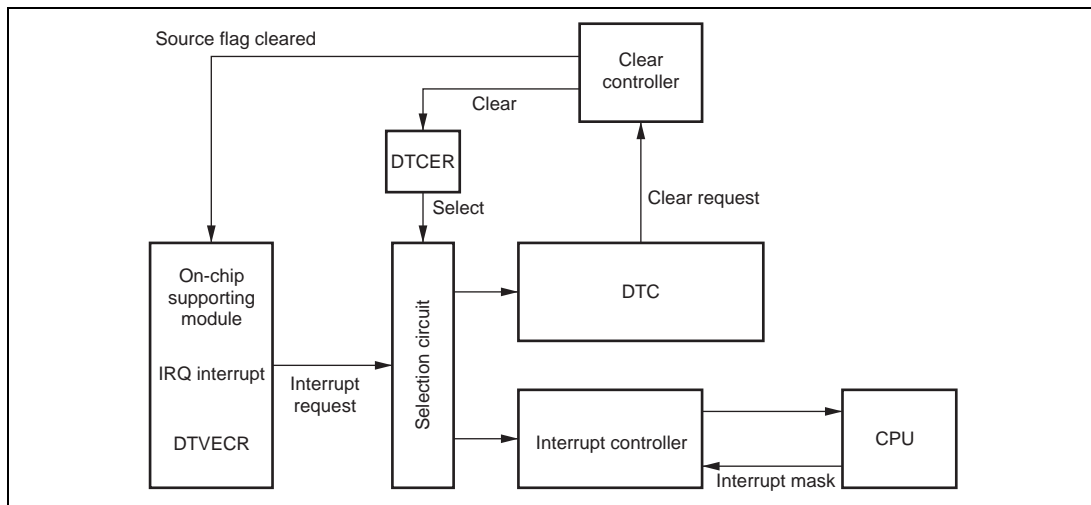 Source flag cleared
Clear
controller
Clear
DTCER
Clear request
Select
On-chip
supporting
module
DTC
Selection circuit
IRQ interrupt
Interrupt
request
DTVECR
Interrupt controller
CPU
Interrupt mask